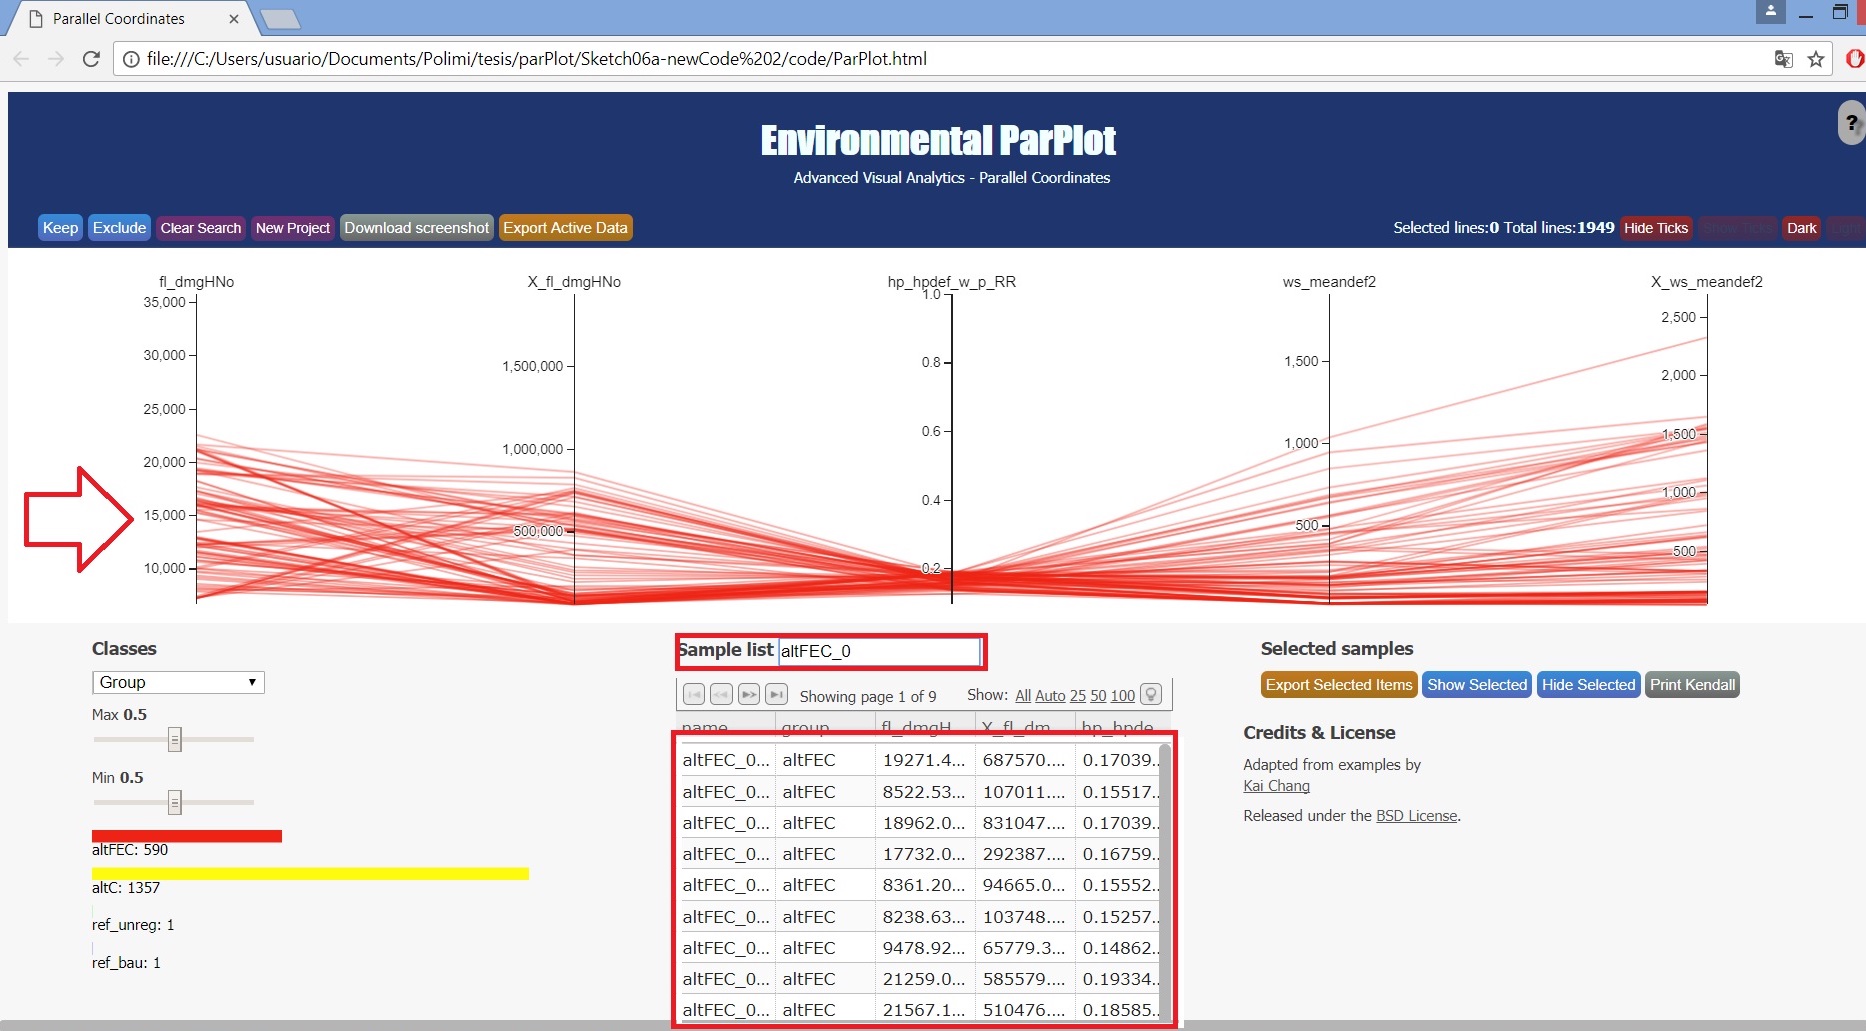 Parallel Coordinates
file:///C:/Users/usuario/Documents/Polimi/tesis/parPlot/Sketch06a-newCode%202/code/ParPlot.html
Environmental ParPlot
?
Advanced Visual Analytics - Parallel Coordinates
Keep Exclude Clear Search New Project Download screenshot Export Active Data Selected lines:0 Total lines:1949 Hide Ticks Show Ticks Dark Light
fl_dmgHNo X_fl_dmgHNo hp_hpdef_w_p_RR ws_meandef2 X_ws_meandef2
35,000
30,000
25,000
20,000
15,000
10,000
1,500,000
1,000,000
500,000
1.0
0.8
0.6
0.4
0.2
1,500
1,000
500
2,500
2,000
1,500
1,000
500
Classes
Group
Max 0.5
Min 0.5
altFEC: 590
altC: 1357
ref_unreg: 1
ref_bau: 1
Sample list altFEC_0
Showing page 1 of 9 Show: All Auto 25 50 100
name group fl_dmgH... X_fl_dm... hp_hpde...
altFEC_0... altFEC 19271.4... 687570.... 0.17039..
altFEC_0... altFEC 8522.53... 107011.... 0.15517..
altFEC_0... altFEC 18962.0... 831047.... 0.17039..
altFEC_0... altFEC 17732.0... 292387.... 0.16759..
altFEC_0... altFEC 8361.20... 94665.0... 0.15552..
altFEC_0... altFEC 8238.63... 103748.... 0.15257..
altFEC_0... altFEC 9478.92... 65779.3... 0.14862..
altFEC_0... altFEC 21259.0... 585579.... 0.19334..
altFEC_0... altFEC 21567.1... 510476.... 0.18585..
Selected samples
Export Selected Items Show Selected Hide Selected Print Kendall
Credits & License
Adapted from examples by
Kai Chang
Released under the BSD License.